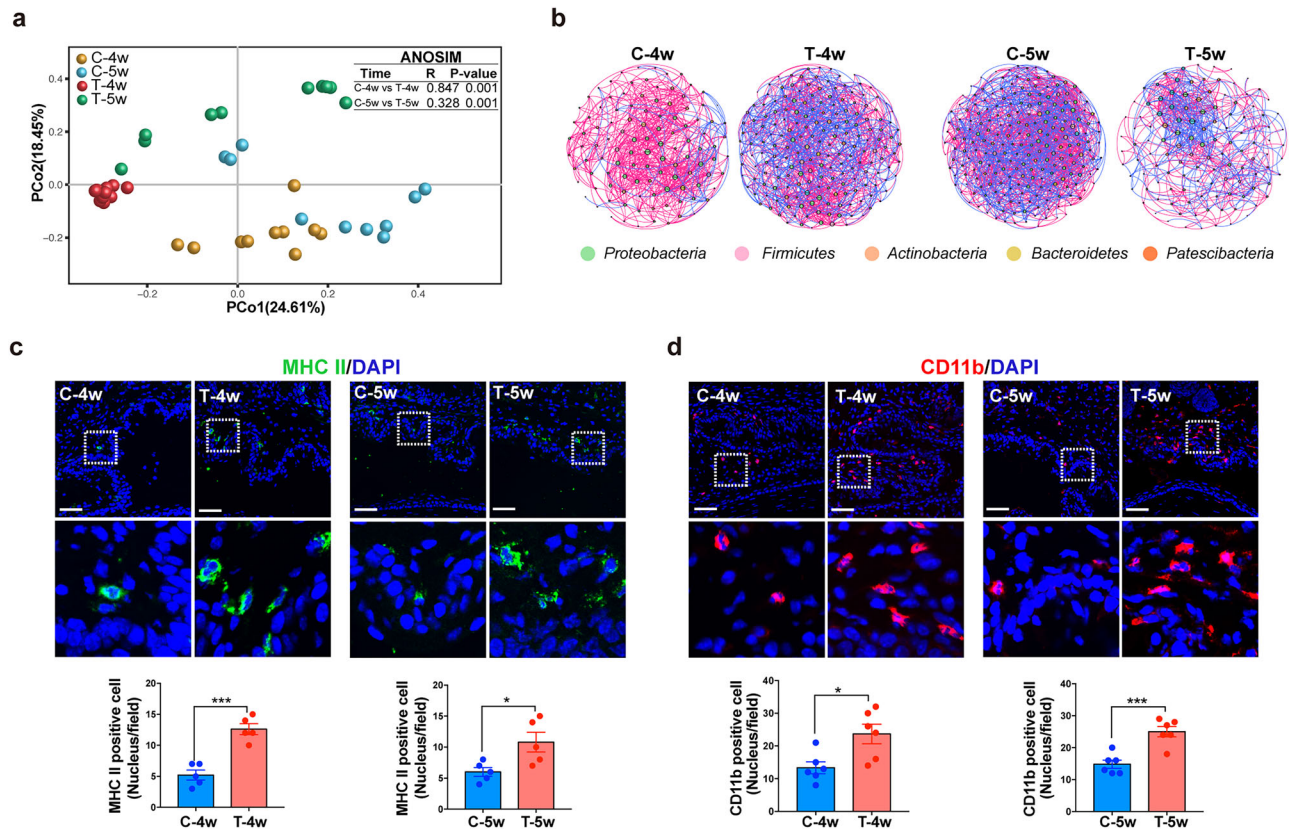 a
C-4w
C-5w
T-4w
T-5w
ANOSIM
Time R P-value
C-4w vs T-4w 0.847 0.001
C-5w vs T-5w 0.328 0.001
PCo2(18.45%)
0.4
0.2
0.0
−0.2
−0.2 0.0 0.2 0.4
PCo1(24.61%)
b
C-4w T-4w C-5w T-5w
Proteobacteria Firmicutes Actinobacteria Bacteroidetes Patescibacteria
c
MHC II/DAPI
C-4w T-4w C-5w T-5w
MHC II positive cell
(Nucleus/field)
20
15
10
5
0
***
C-4w T-4w
MHC II positive cell
(Nucleus/field)
20
15
10
5
0
*
C-5w T-5w
d
CD11b/DAPI
C-4w T-4w C-5w T-5w
CD11b positive cell
(Nucleus/field)
40
30
20
10
0
*
C-4w T-4w
CD11b positive cell
(Nucleus/field)
40
30
20
10
0
***
C-5w T-5w